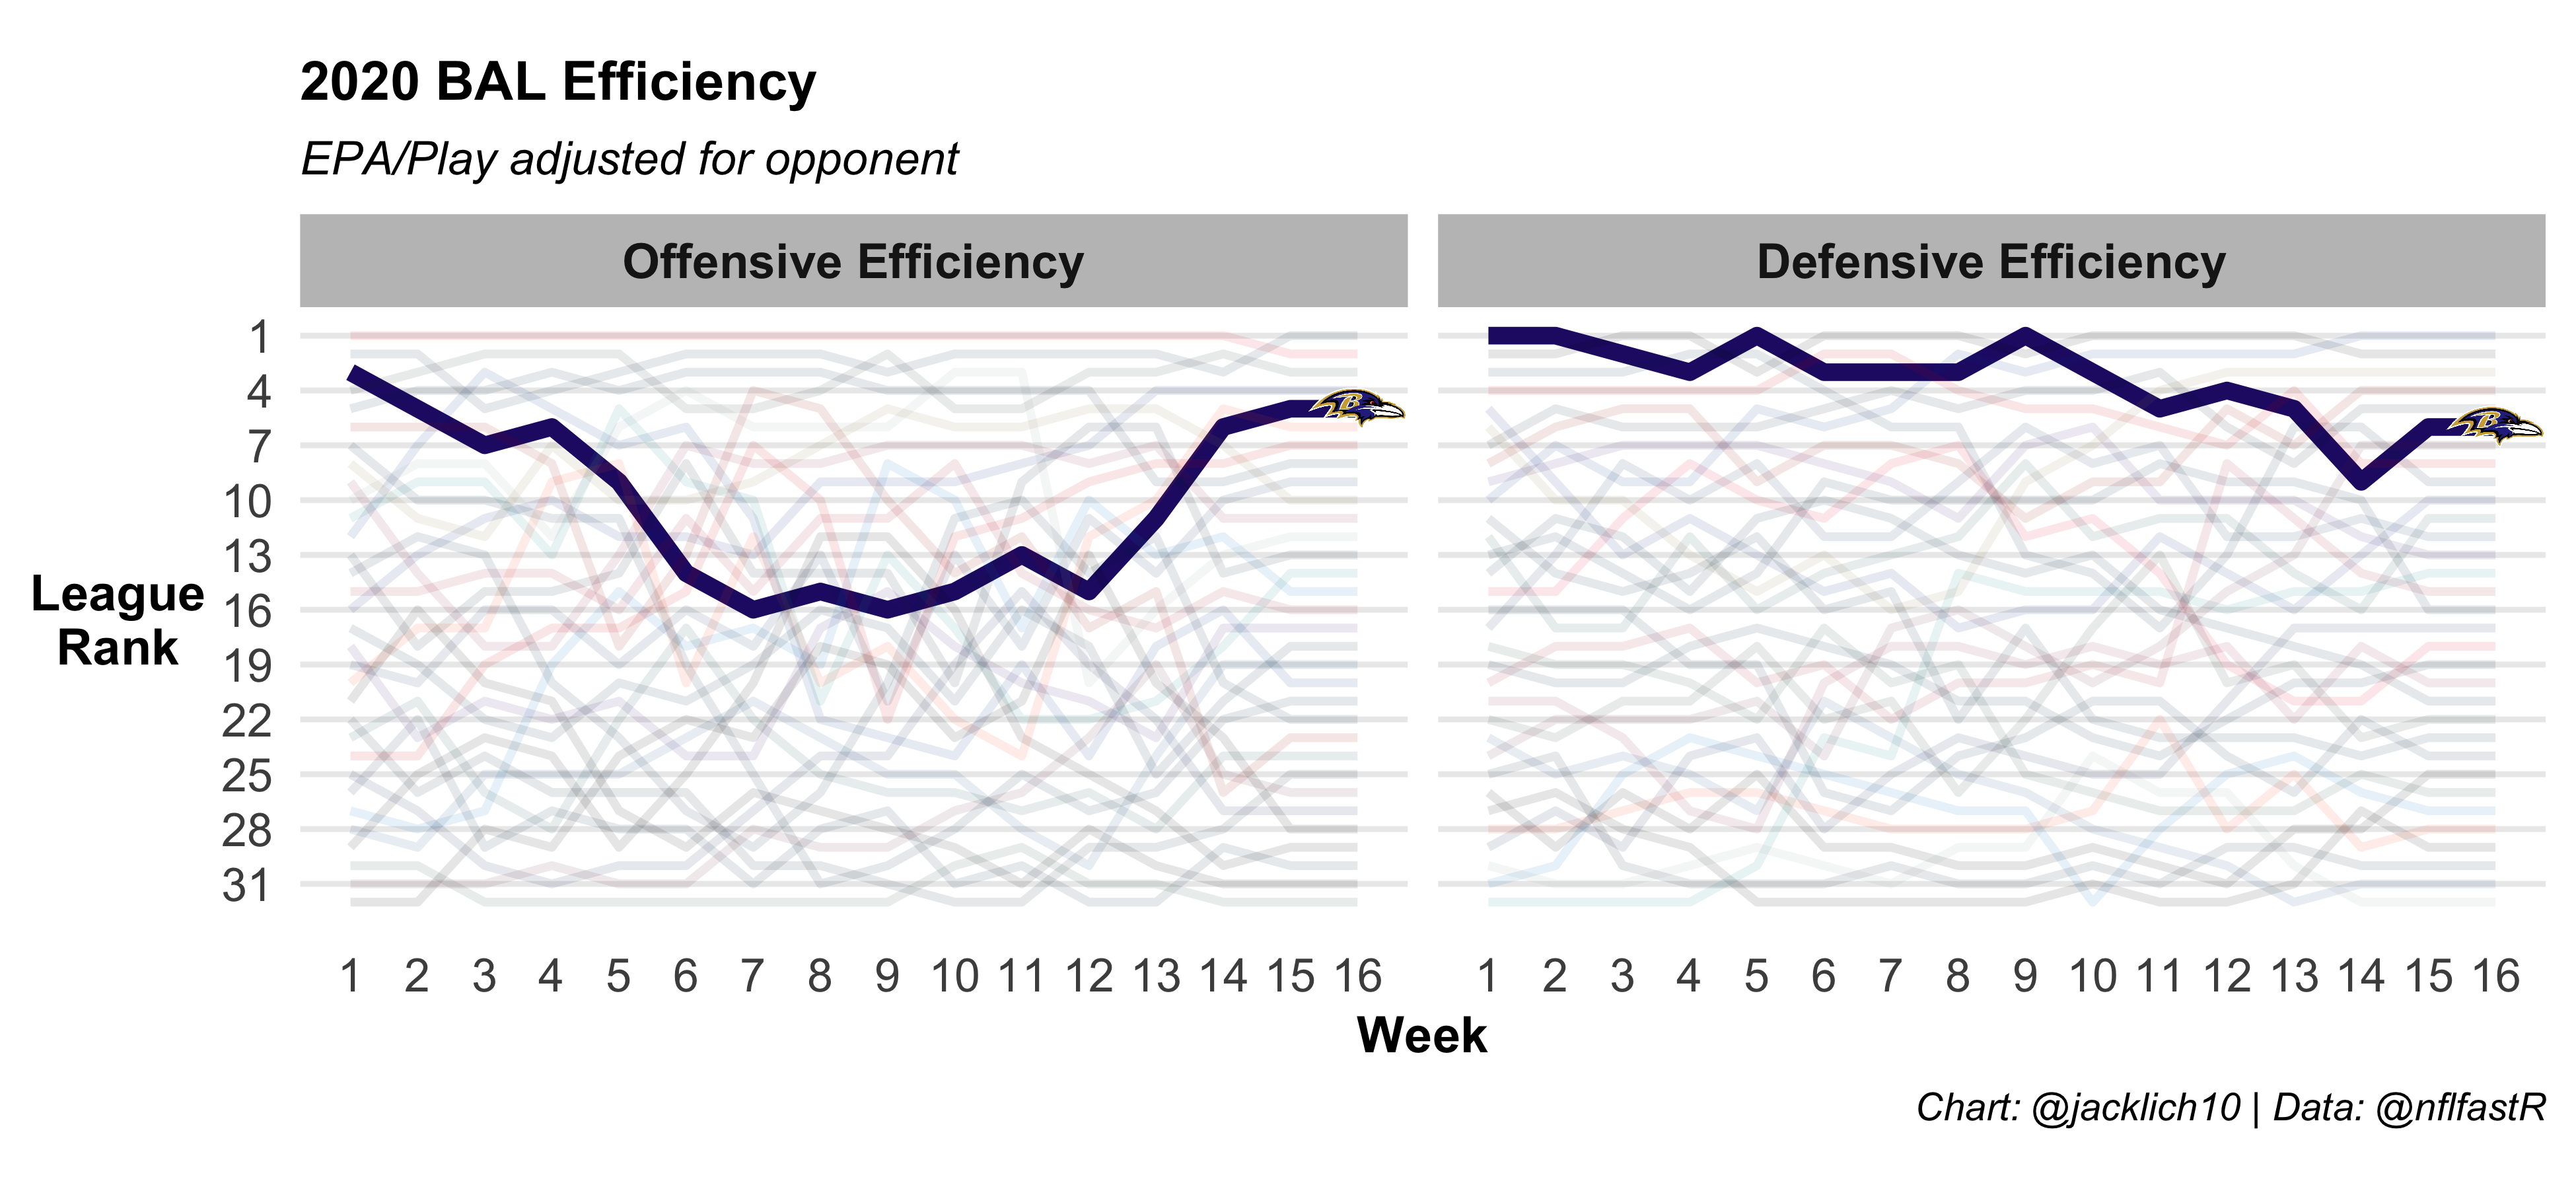 2020 BAL Efficiency
EPA/Play adjusted for opponent
Offensive Efficiency
Defensive Efficiency
League
Rank
1
4
7
10
13
16
19
22
25
28
31
1 2 3 4 5 6 7 8 9 10 11 12 13 14 15 16
1 2 3 4 5 6 7 8 9 10 11 12 13 14 15 16
Week
B
B
Chart: @jacklich10 | Data: @nflfastR